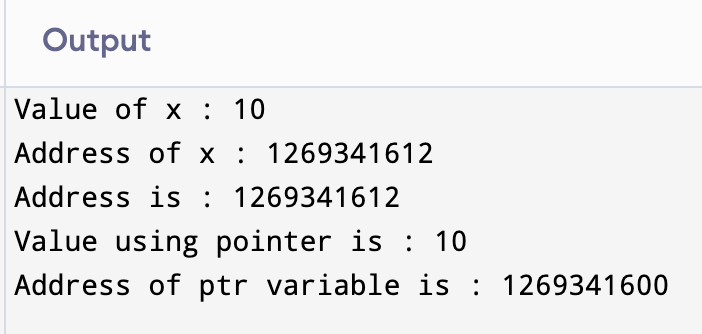 Output
Value of x : 10
Address of x : 1269341612
Address is : 1269341612
Value using pointer is : 10
Address of ptr variable is : 1269341600